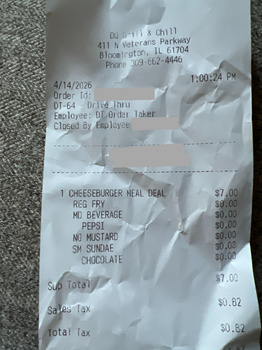 DQ Grill & Chill
411 N Veterans Parkway
Bloomington, IL 61704
Phone 309-662-4446
4/14/2026 1:00:24 PM
Order Id:
DT-64 Drive Thru
Employee: DT Order Taker
Closed By Employee
1 CHEESEBURGER MEAL DEAL $7.00
REG FRY $0.00
MD BEVERAGE $0.00
PEPSI $0.00
NO MUSTARD $0.00
SM SUNDAE $0.00
CHOCOLATE $0.00
Sub Total $7.00
Sales Tax $0.82
Total Tax $0.82